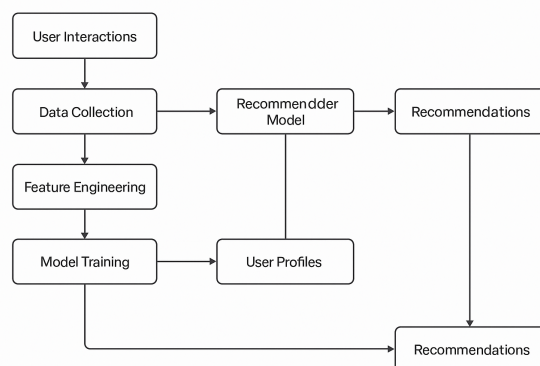 User Interactions
Data Collection
Recommendder
Model
Recommendations
Feature Engineering
Model Training
User Profiles
Recommendations